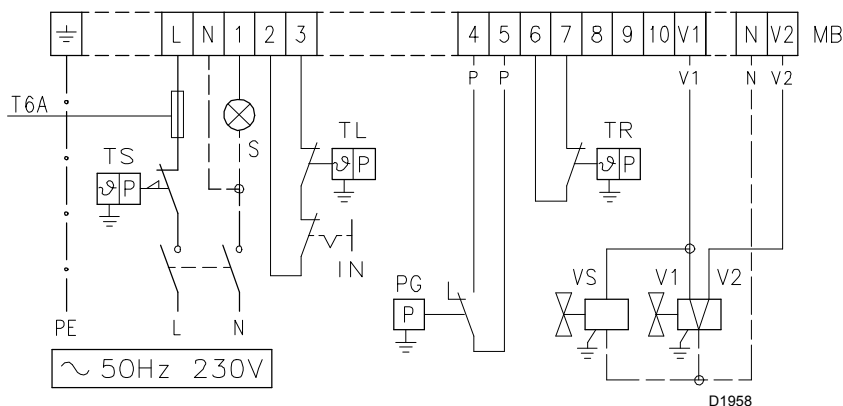 L N 1 2 3 4 5 6 7 8 9 10 V1 N V2 MB
P P V1 N V2
T6A
S
TL
TR
TS
ϑ P
ϑ P
ϑ P
IN
PG
P
VS V1 V2
PE L N
~ 50Hz 230V
D1958